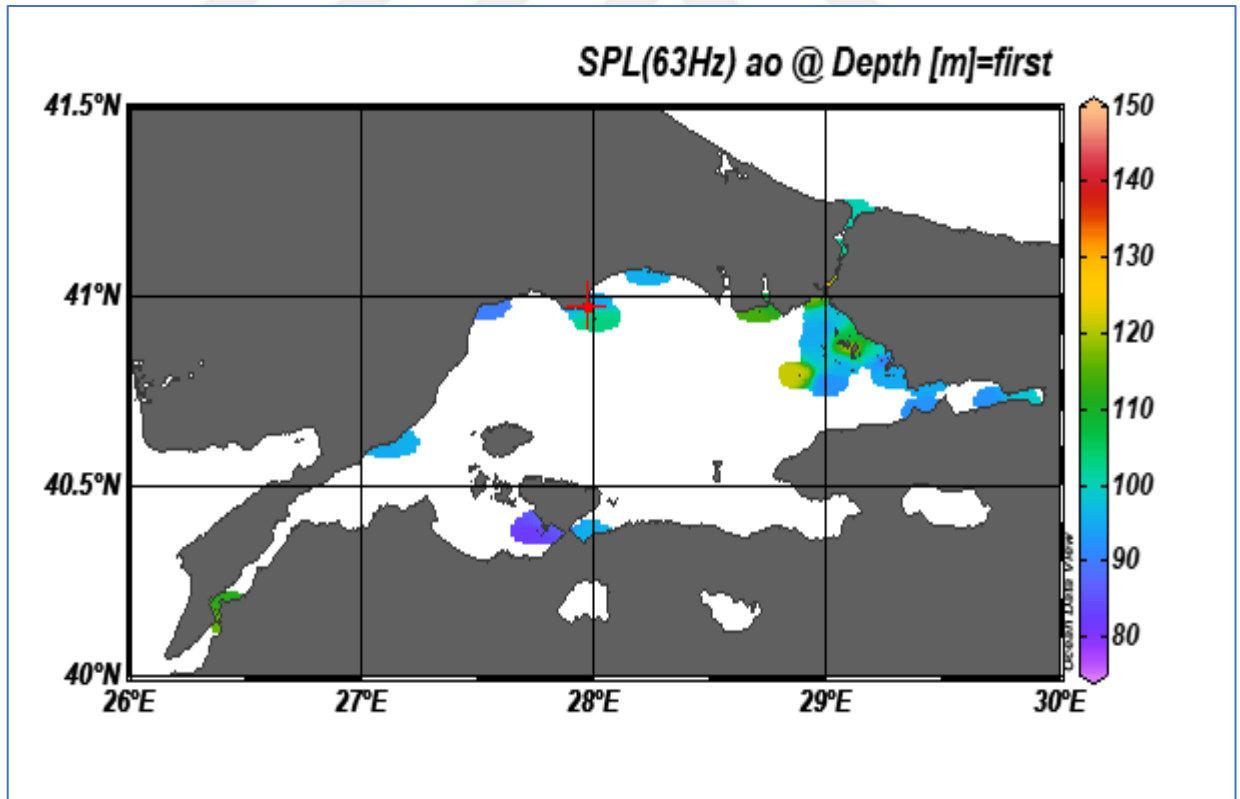 SPL(63Hz) ao @ Depth [m]=first
41.5°N
41°N
40.5°N
40°N
26°E
27°E
28°E
29°E
30°E
150
140
130
120
110
100
90
80
Ocean Data View